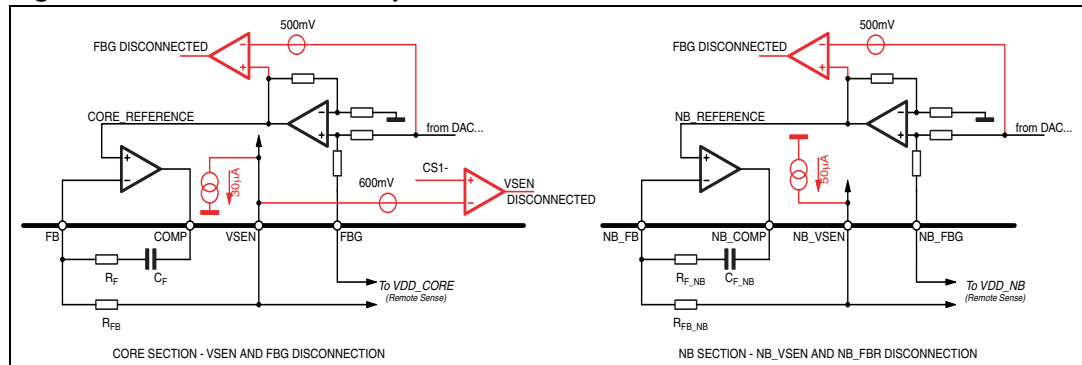 500mV
FBG DISCONNECTED
CORE_REFERENCE
from DAC...
30µA
CS1-
600mV
VSEN
DISCONNECTED
FB
COMP
VSEN
FBG
RF
CF
To VDD_CORE
(Remote Sense)
RFB
CORE SECTION - VSEN AND FBG DISCONNECTION
500mV
FBG DISCONNECTED
NB_REFERENCE
from DAC...
50µA
NB_FB
NB_COMP
NB_VSEN
NB_FBG
RF_NB
CF_NB
To VDD_NB
(Remote Sense)
RFB_NB
NB SECTION - NB_VSEN AND NB_FBR DISCONNECTION